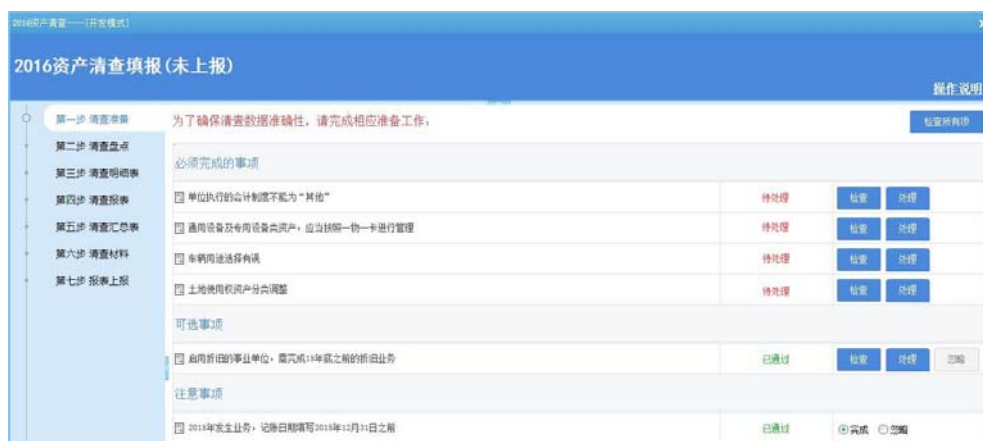 2016资产清查——[开发模式]
2016资产清查填报(未上报)
操作说明
第一步 清查准备
第二步 清查盘点
第三步 清查明细表
第四步 清查报表
第五步 清查汇总表
第六步 清查材料
第七步 报表上报
为了确保清查数据准确性，请完成相应准备工作：
检查所有项
必须完成的事项
单位执行的会计制度不能为“其他” 待处理 检查 处理
通用设备及专用设备类资产，应当按照一物一卡进行管理 待处理 检查 处理
车辆用途选择有误 待处理 检查 处理
土地使用权资产分类调整 待处理 检查 处理
可选事项
启用折旧的事业单位，需完成15年底之前的折旧业务 已通过 检查 处理 忽略
注意事项
2015年发生业务，记账日期填写2015年12月31日之前 已通过 完成 忽略